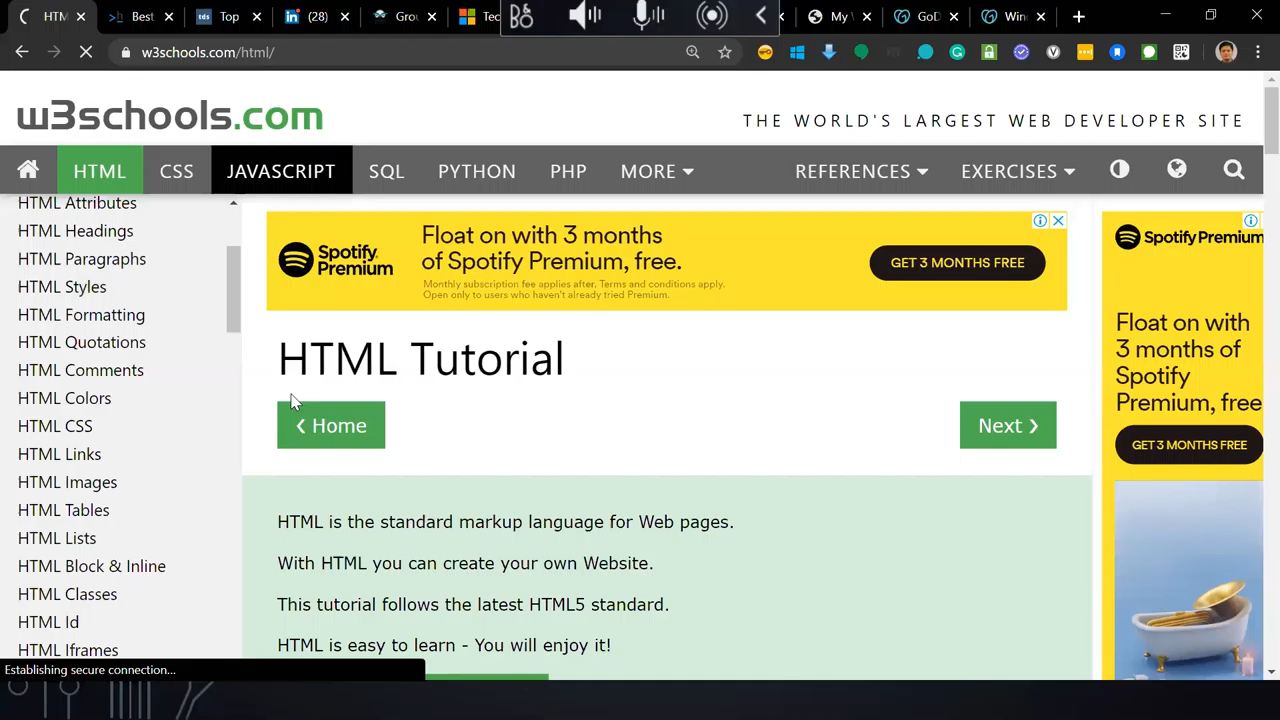 HTM
Best
tds Top
in (28)
Grou
Tec
BO
My \
GoD
Winc
w3schools.com/html/
w3schools.com
THE WORLD'S LARGEST WEB DEVELOPER SITE
HTML CSS JAVASCRIPT SQL PYTHON PHP MORE REFERENCES EXERCISES
HTML Attributes
HTML Headings
HTML Paragraphs
HTML Styles
HTML Formatting
HTML Quotations
HTML Comments
HTML Colors
HTML CSS
HTML Links
HTML Images
HTML Tables
HTML Lists
HTML Block & Inline
HTML Classes
HTML Id
HTML Iframes
Spotify
Premium
Float on with 3 months
of Spotify Premium, free.
Monthly subscription fee applies after. Terms and conditions apply.
Open only to users who haven't already tried Premium.
GET 3 MONTHS FREE
HTML Tutorial
❮ Home
Next ❯
HTML is the standard markup language for Web pages.
With HTML you can create your own Website.
This tutorial follows the latest HTML5 standard.
HTML is easy to learn - You will enjoy it!
Spotify Premium
Float on with
3 months of
Spotify
Premium, free
GET 3 MONTHS FREE
Establishing secure connection...